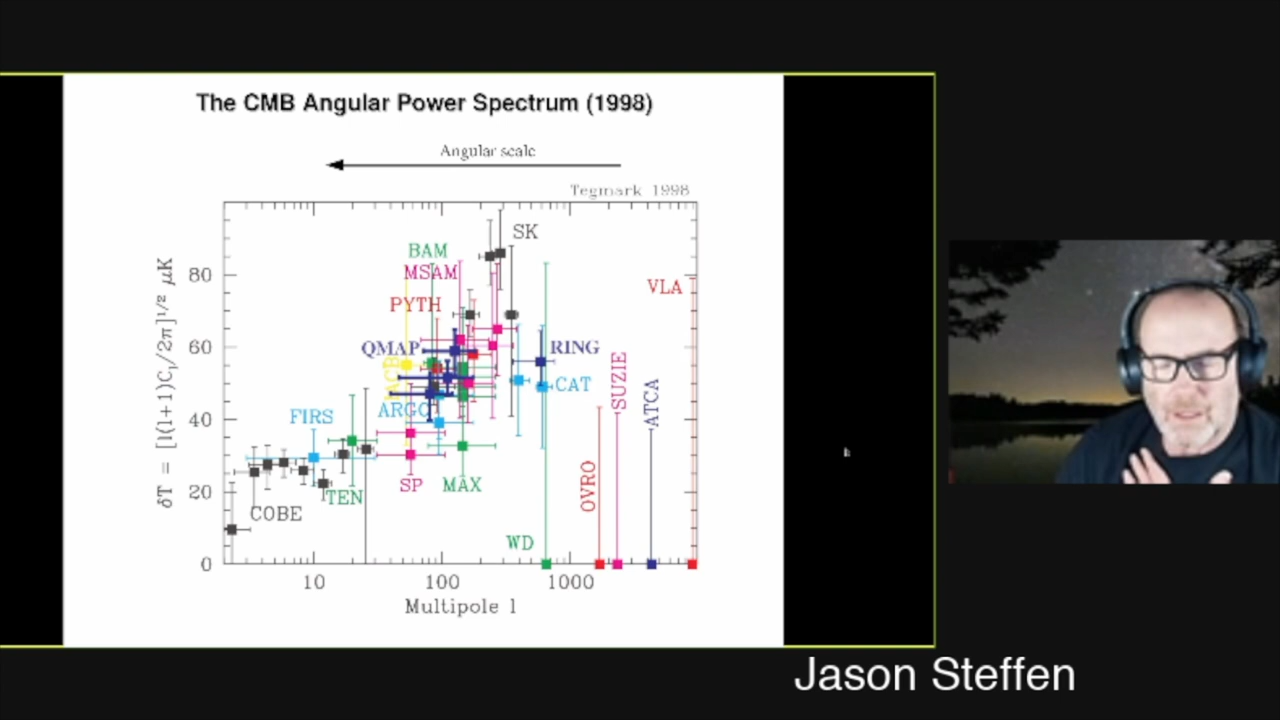 The CMB Angular Power Spectrum (1998)
Angular scale
Tegmark 1998
δT = [l(l+1)C_l/2π]^1/2 μK
80
60
40
20
0
10
100
1000
Multipole l
SK
BAM
MSAM
VLA
PYTH
QMAP
RING
IACB
CAT
SUZIE
ATCA
ARGO
FIRS
OVRO
SP
MAX
TEN
COBE
WD
Jason Steffen